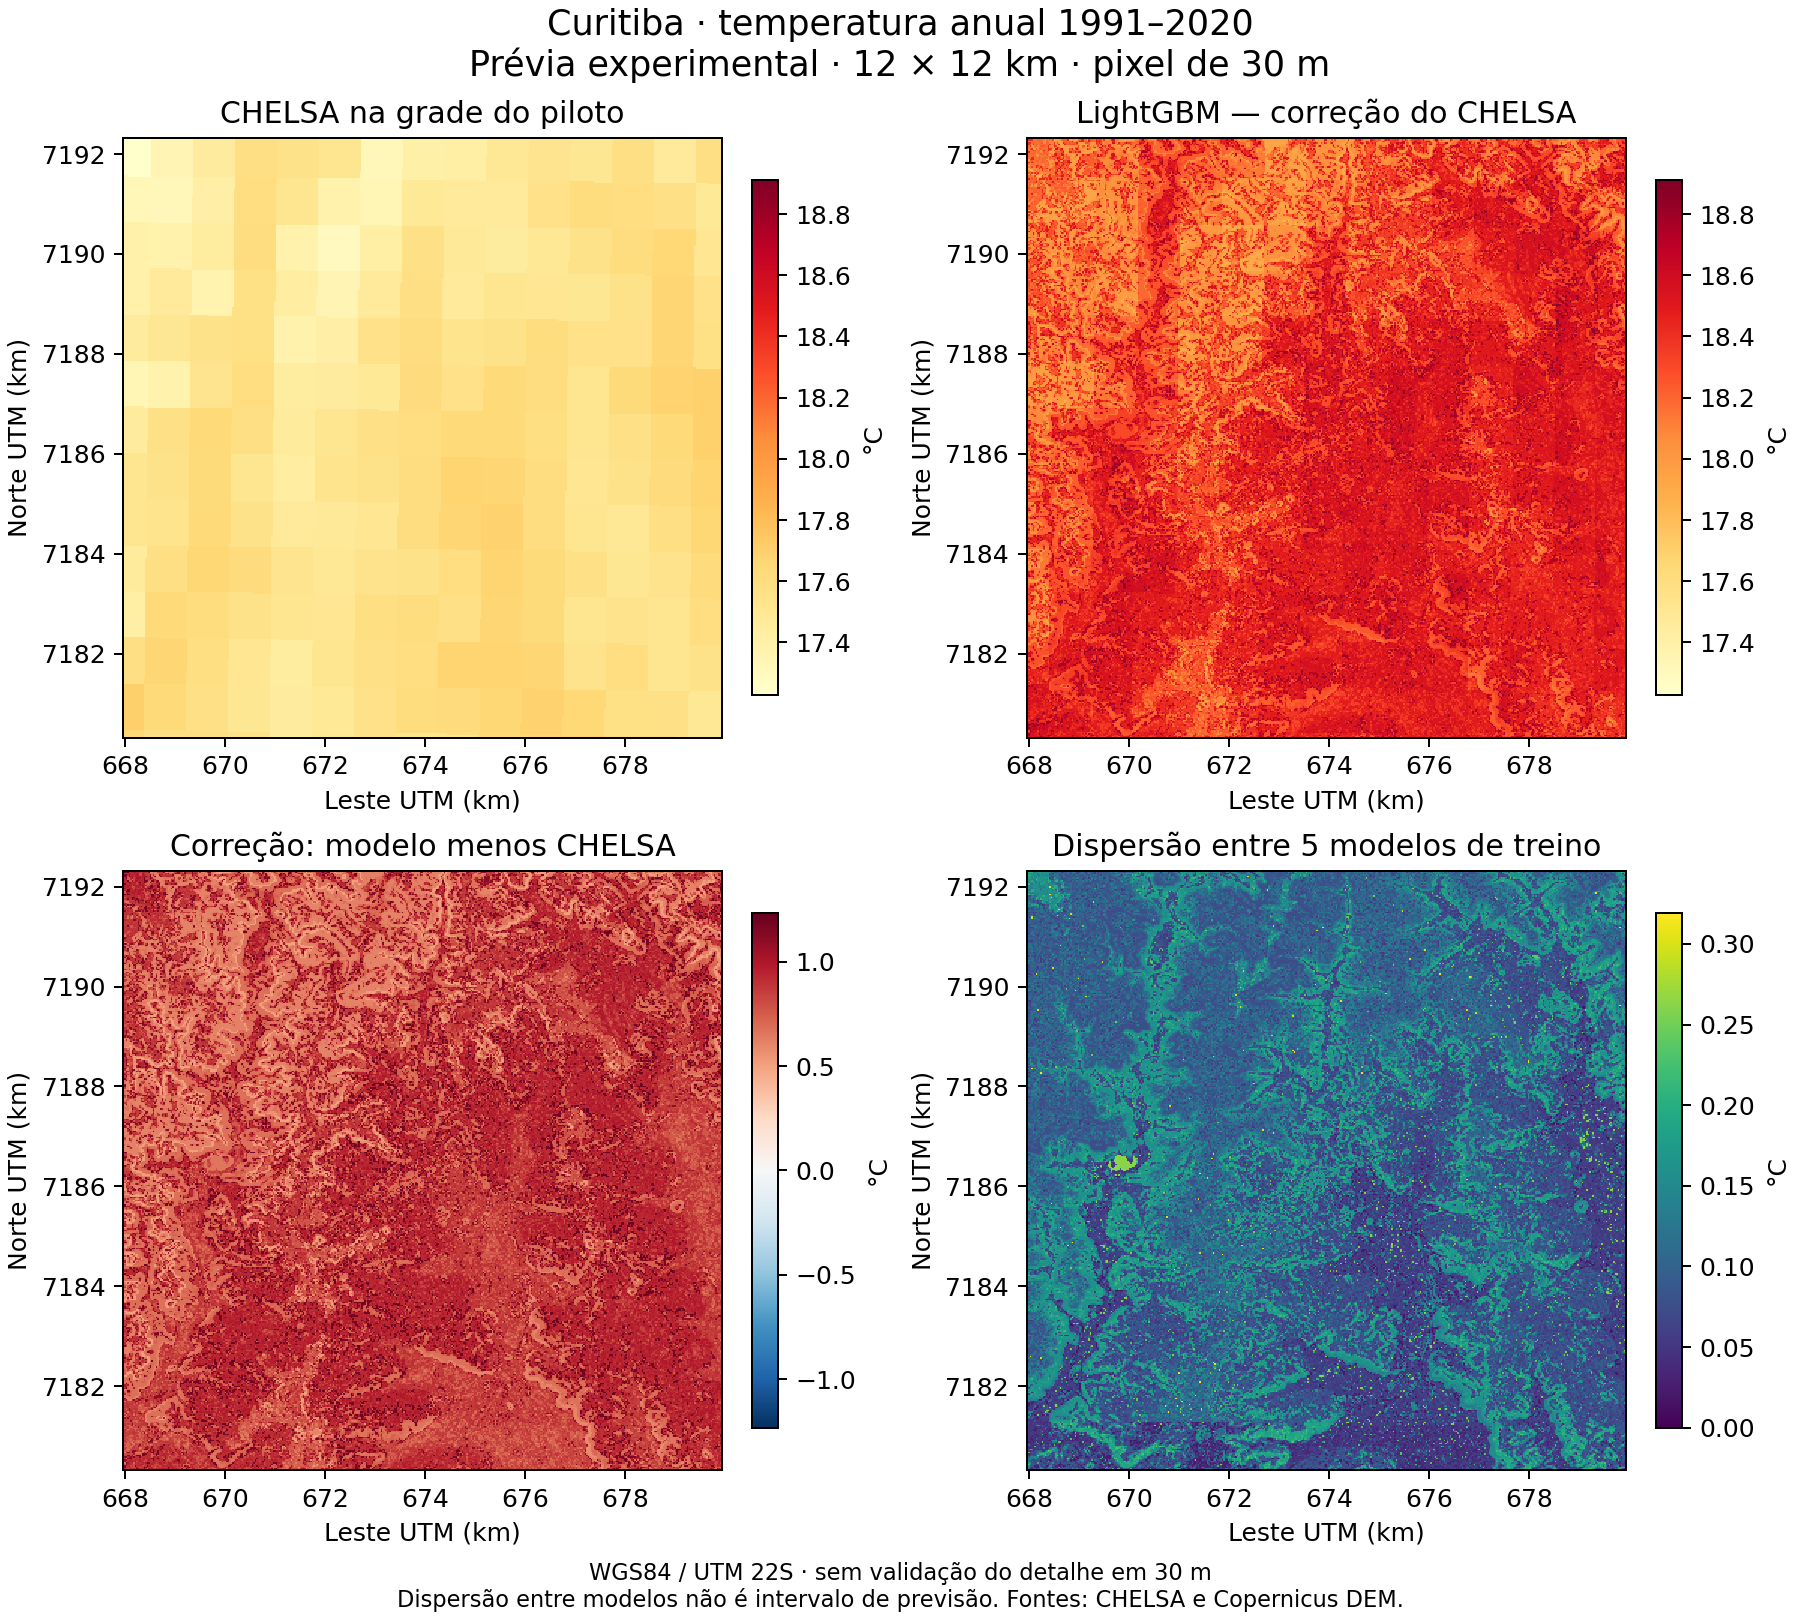 Curitiba · temperatura anual 1991–2020
Prévia experimental · 12 × 12 km · pixel de 30 m
CHELSA na grade do piloto
7192
7190
7188
7186
7184
7182
Norte UTM (km)
668 670 672 674 676 678
Leste UTM (km)
18.8
18.6
18.4
18.2
18.0
17.8
17.6
17.4
°C
LightGBM — correção do CHELSA
7192
7190
7188
7186
7184
7182
Norte UTM (km)
668 670 672 674 676 678
Leste UTM (km)
18.8
18.6
18.4
18.2
18.0
17.8
17.6
17.4
°C
Correção: modelo menos CHELSA
7192
7190
7188
7186
7184
7182
Norte UTM (km)
668 670 672 674 676 678
Leste UTM (km)
1.0
0.5
0.0
−0.5
−1.0
°C
Dispersão entre 5 modelos de treino
7192
7190
7188
7186
7184
7182
Norte UTM (km)
668 670 672 674 676 678
Leste UTM (km)
0.30
0.25
0.20
0.15
0.10
0.05
0.00
°C
WGS84 / UTM 22S · sem validação do detalhe em 30 m
Dispersão entre modelos não é intervalo de previsão. Fontes: CHELSA e Copernicus DEM.